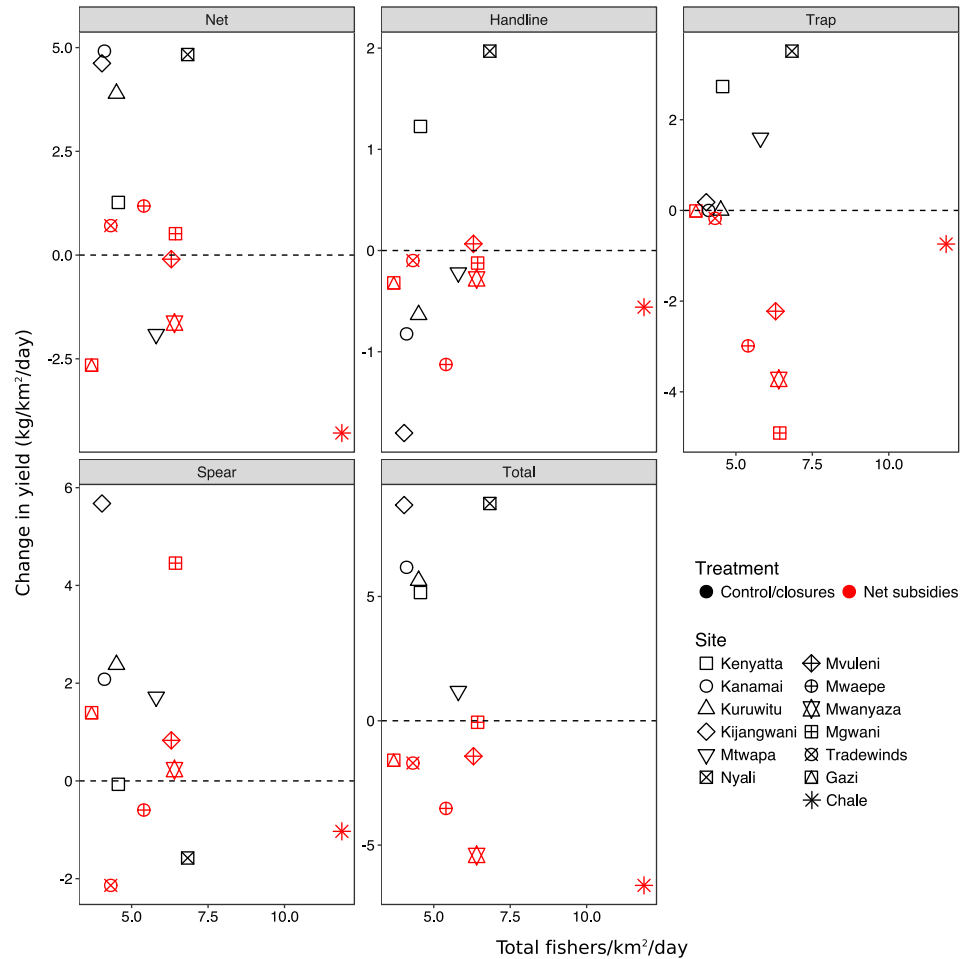 Net
Handline
Trap
5.0
2.5
0.0
-2.5
2
1
0
-1
2
0
-2
-4
5.0 7.5 10.0
Change in yield (kg/km²/day)
Spear
Total
6
4
2
0
-2
5
0
-5
5.0 7.5 10.0
5.0 7.5 10.0
Total fishers/km²/day
Treatment
Control/closures Net subsidies
Site
Kenyatta
Kanamai
Kuruwitu
Kijangwani
Mtwapa
Nyali
Mvuleni
Mwaepe
Mwanyaza
Mgwani
Tradewinds
Gazi
Chale